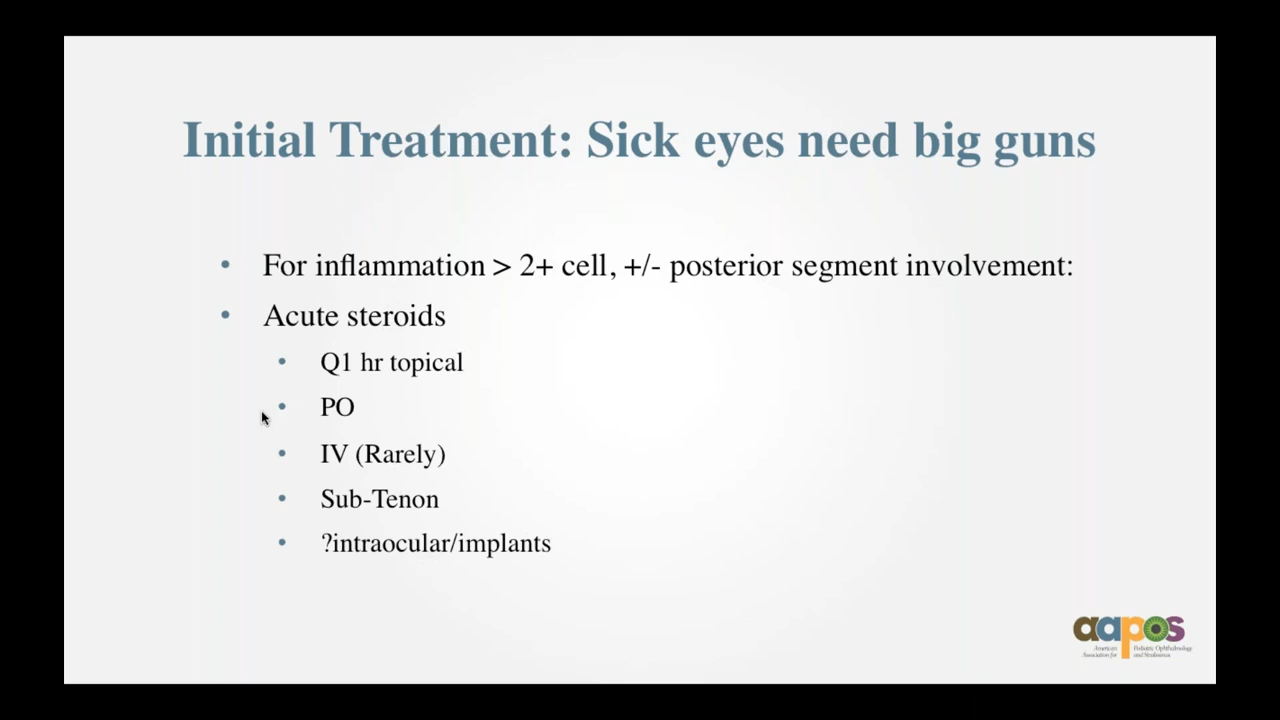 Initial Treatment: Sick eyes need big guns
• For inflammation > 2+ cell, +/- posterior segment involvement:
• Acute steroids
• Q1 hr topical
• PO
• IV (Rarely)
• Sub-Tenon
• ?intraocular/implants
aapos
American Pediatric Ophthalmology
Association for and Strabismus